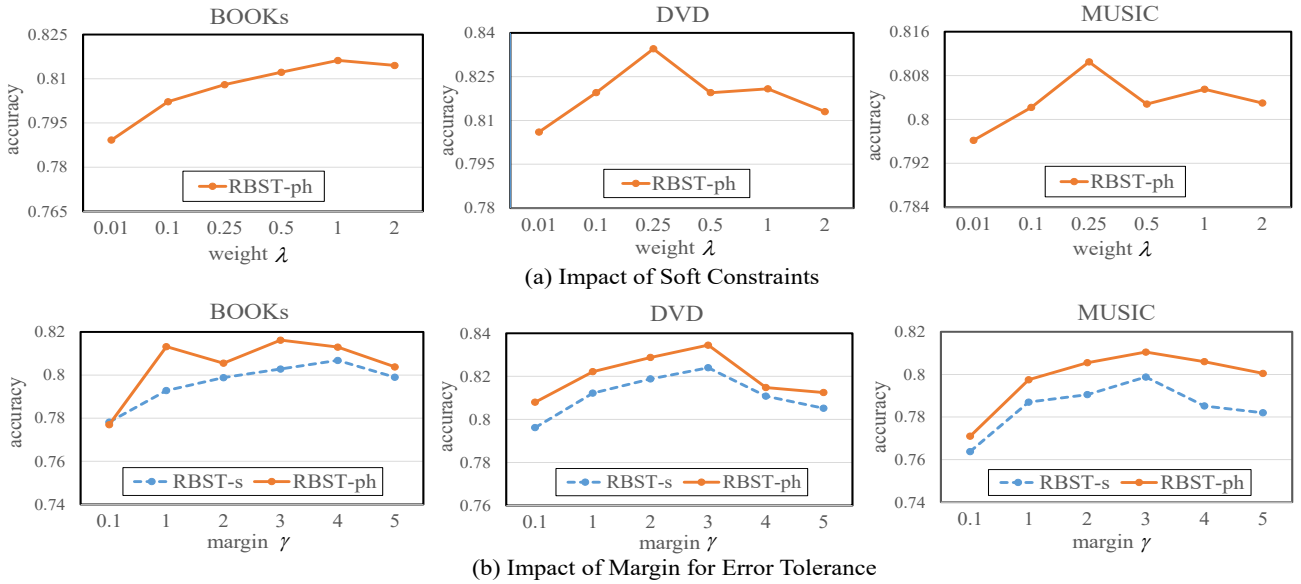 BOOKs
0.825
0.81
0.795
0.78
0.765
accuracy
RBST-ph
0.01 0.1 0.25 0.5 1 2
weight λ
DVD
0.84
0.825
0.81
0.795
0.78
accuracy
RBST-ph
0.01 0.1 0.25 0.5 1 2
weight λ
MUSIC
0.816
0.808
0.8
0.792
0.784
accuracy
RBST-ph
0.01 0.1 0.25 0.5 1 2
weight λ
(a) Impact of Soft Constraints
BOOKs
0.82
0.8
0.78
0.76
0.74
accuracy
RBST-s RBST-ph
0.1 1 2 3 4 5
margin γ
DVD
0.84
0.82
0.8
0.78
0.76
accuracy
RBST-s RBST-ph
0.1 1 2 3 4 5
margin γ
MUSIC
0.82
0.8
0.78
0.76
0.74
accuracy
RBST-s RBST-ph
0.1 1 2 3 4 5
margin γ
(b) Impact of Margin for Error Tolerance